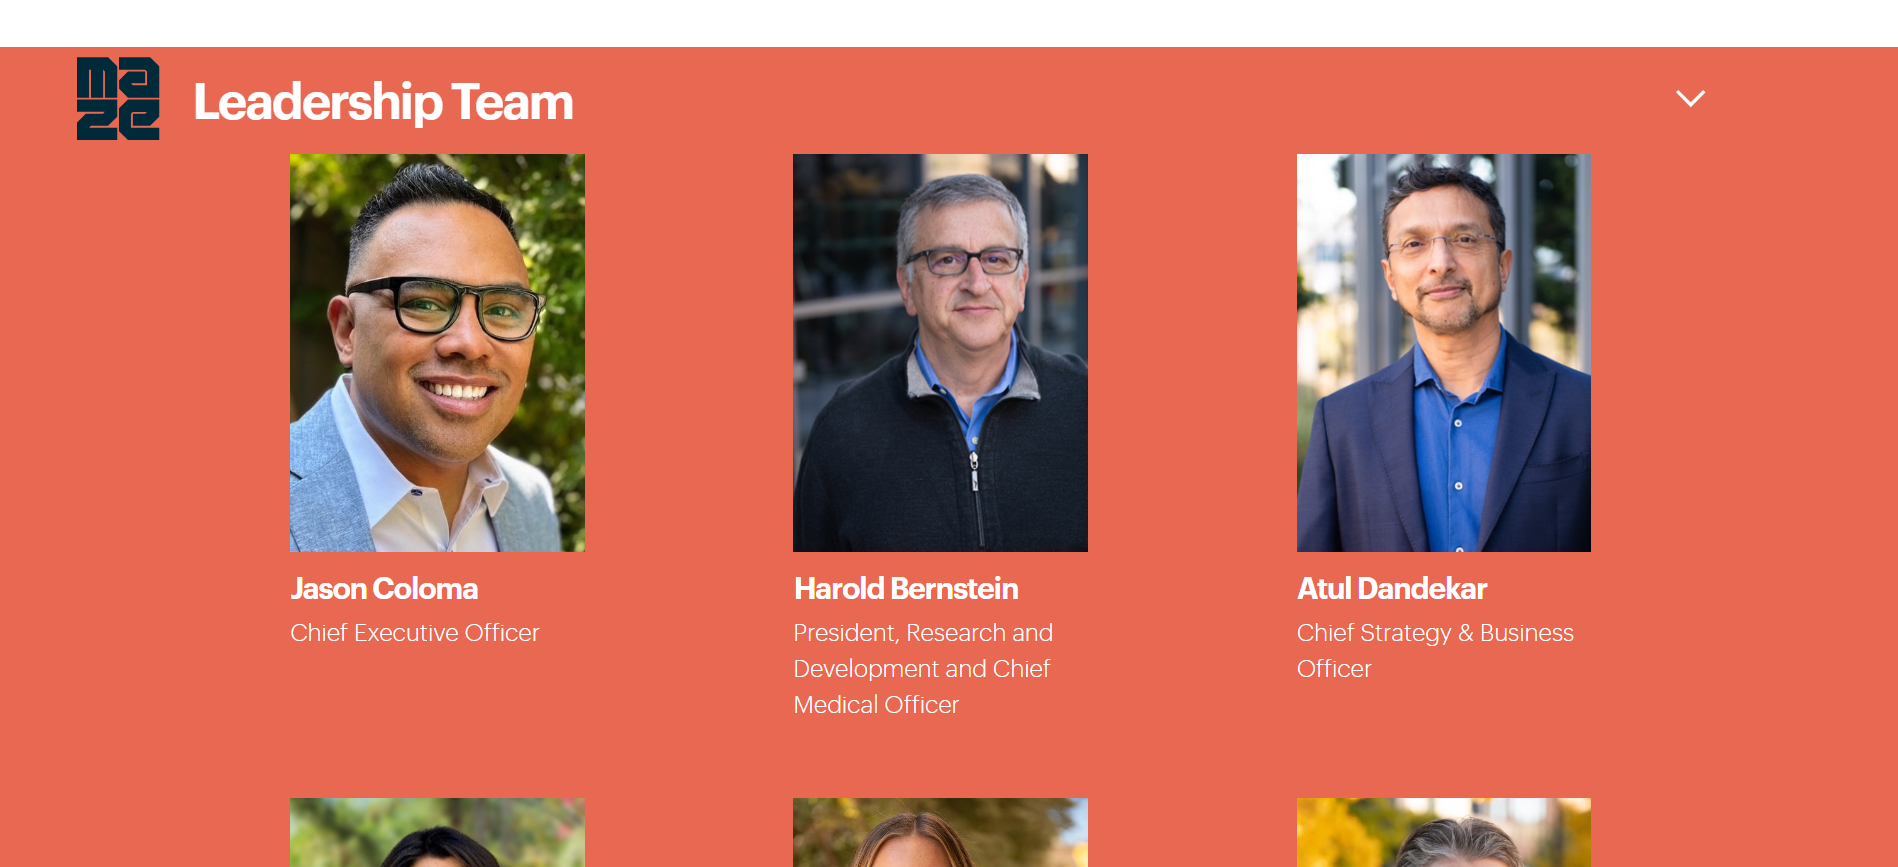 maze
Leadership Team
Jason Coloma
Chief Executive Officer
Harold Bernstein
President, Research and
Development and Chief
Medical Officer
Atul Dandekar
Chief Strategy & Business
Officer